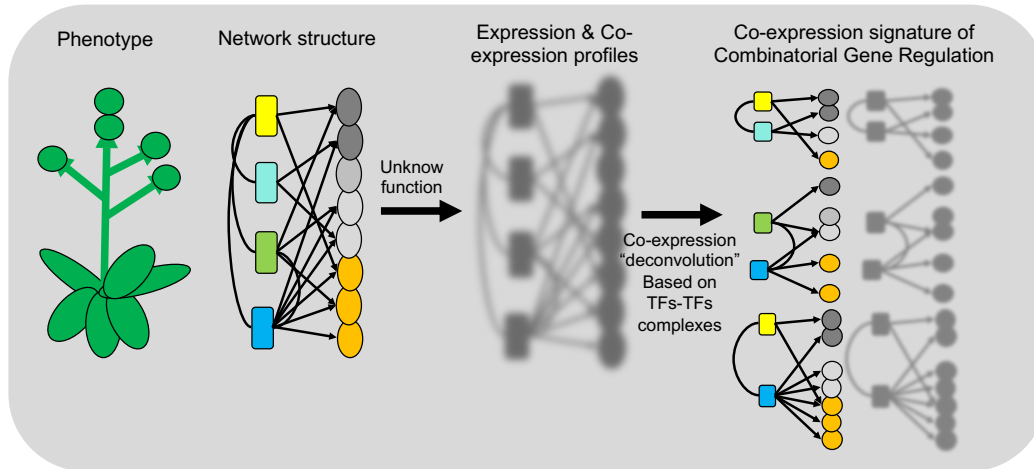 Phenotype
Network structure
Expression & Co-
expression profiles
Co-expression signature of
Combinatorial Gene Regulation
Unknow
function
Co-expression
“deconvolution”
Based on
TFs-TFs
complexes